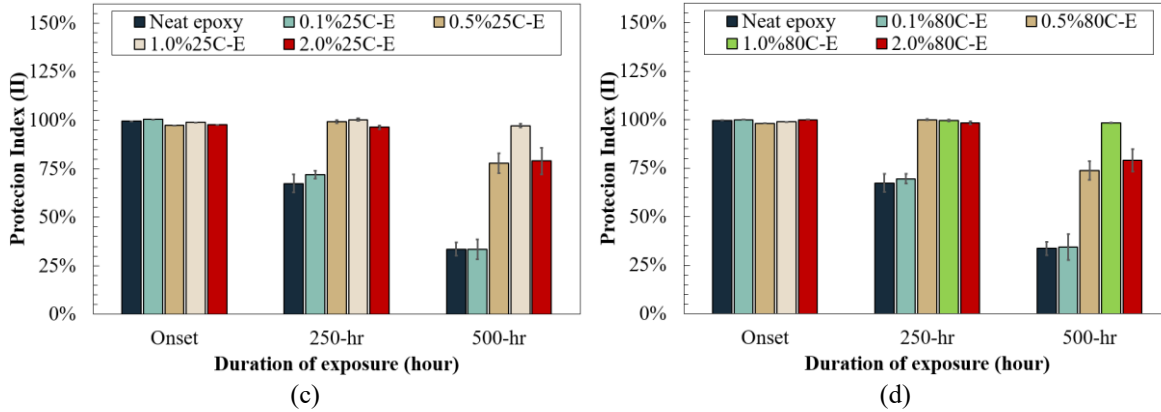 Neat epoxy 0.1%25C-E 0.5%25C-E
1.0%25C-E 2.0%25C-E
150%
125%
100%
75%
50%
25%
0%
Protecion Index (II)
Onset 250-hr 500-hr
Duration of exposure (hour)
(c)
Neat epoxy 0.1%80C-E 0.5%80C-E
1.0%80C-E 2.0%80C-E
150%
125%
100%
75%
50%
25%
0%
Protecion Index (II)
Onset 250-hr 500-hr
Duration of exposure (hour)
(d)